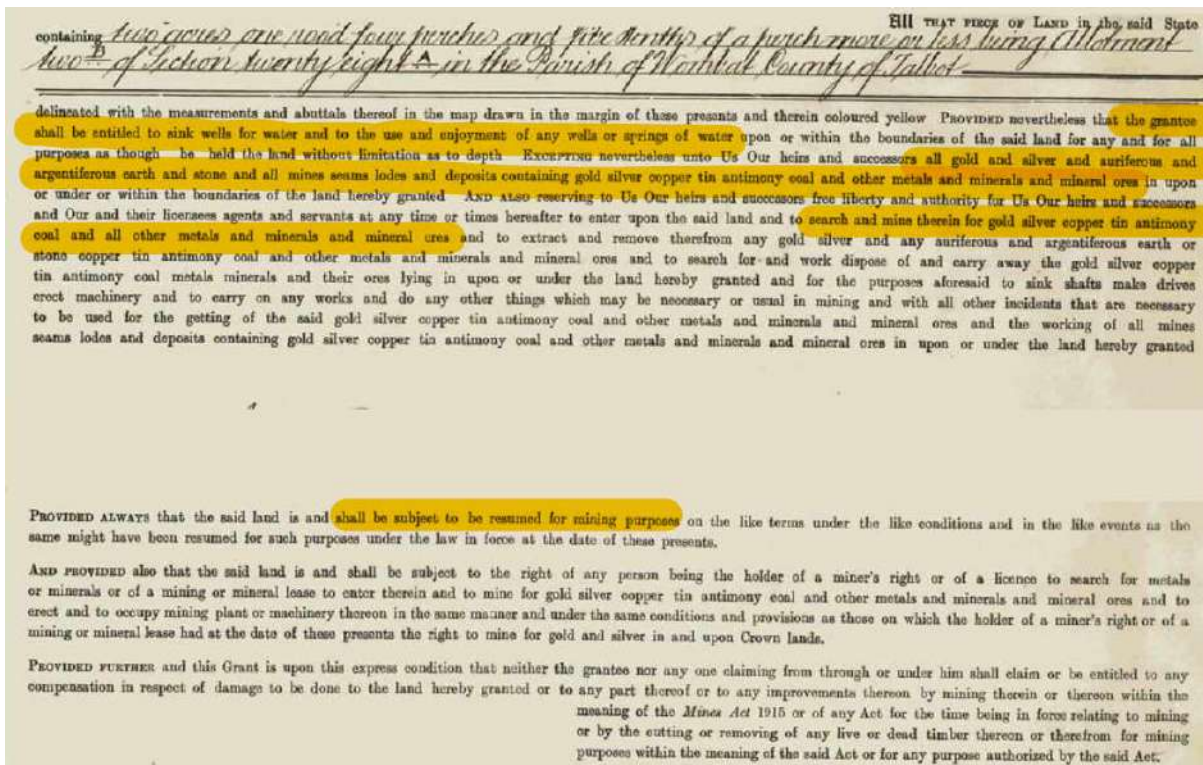 All THAT PIECE OF LAND in the said State
containing two acres one rood four perches and five tenths of a perch more or less being Allotment
two B of Section twenty eight A in the Parish of Wombat County of Talbot
delineated with the measurements and abuttals thereof in the map drawn in the margin of these presents and therein coloured yellow PROVIDED nevertheless that the grantee
shall be entitled to sink wells for water and to the use and enjoyment of any wells or springs of water upon or within the boundaries of the said land for any and for all
purposes as though he held the land without limitation as to depth EXCEPTING nevertheless unto Us Our heirs and successors all gold and silver and auriferous and
argentiferous earth and stone and all mines seams lodes and deposits containing gold silver copper tin antimony coal and other metals and minerals and mineral ores in upon
or under or within the boundaries of the land hereby granted AND ALSO reserving to Us Our heirs and successors free liberty and authority for Us Our heirs and successors
and Our and their licensees agents and servants at any time or times hereafter to enter upon the said land and to search and mine therein for gold silver copper tin antimony
coal and all other metals and minerals and mineral ores and to extract and remove therefrom any gold silver and any auriferous and argentiferous earth or
stone copper tin antimony coal and other metals and minerals and mineral ores and to search for and work dispose of and carry away the gold silver copper
tin antimony coal metals minerals and their ores lying in upon or under the land hereby granted and for the purposes aforesaid to sink shafts make drives
erect machinery and to carry on any works and do any other things which may be necessary or usual in mining and with all other incidents that are necessary
to be used for the getting of the said gold silver copper tin antimony coal and other metals and minerals and mineral ores and the working of all mines
seams lodes and deposits containing gold silver copper tin antimony coal and other metals and minerals and mineral ores in upon or under the land hereby granted
PROVIDED ALWAYS that the said land is and shall be subject to be resumed for mining purposes on the like terms under the like conditions and in the like events as the
same might have been resumed for such purposes under the law in force at the date of these presents.
AND PROVIDED also that the said land is and shall be subject to the right of any person being the holder of a miner's right or of a licence to search for metals
or minerals or of a mining or mineral lease to enter therein and to mine for gold silver copper tin antimony coal and other metals and minerals and mineral ores and to
erect and to occupy mining plant or machinery thereon in the same manner and under the same conditions and provisions as those on which the holder of a miner's right or of a
mining or mineral lease had at the date of these presents the right to mine for gold and silver in and upon Crown lands.
PROVIDED FURTHER and this Grant is upon this express condition that neither the grantee nor any one claiming from through or under him shall claim or be entitled to any
compensation in respect of damage to be done to the land hereby granted or to any part thereof or to any improvements thereon by mining therein or thereon within the
meaning of the Mines Act 1915 or of any Act for the time being in force relating to mining
or by the cutting or removing of any live or dead timber thereon or therefrom for mining
purposes within the meaning of the said Act or for any purpose authorized by the said Act.